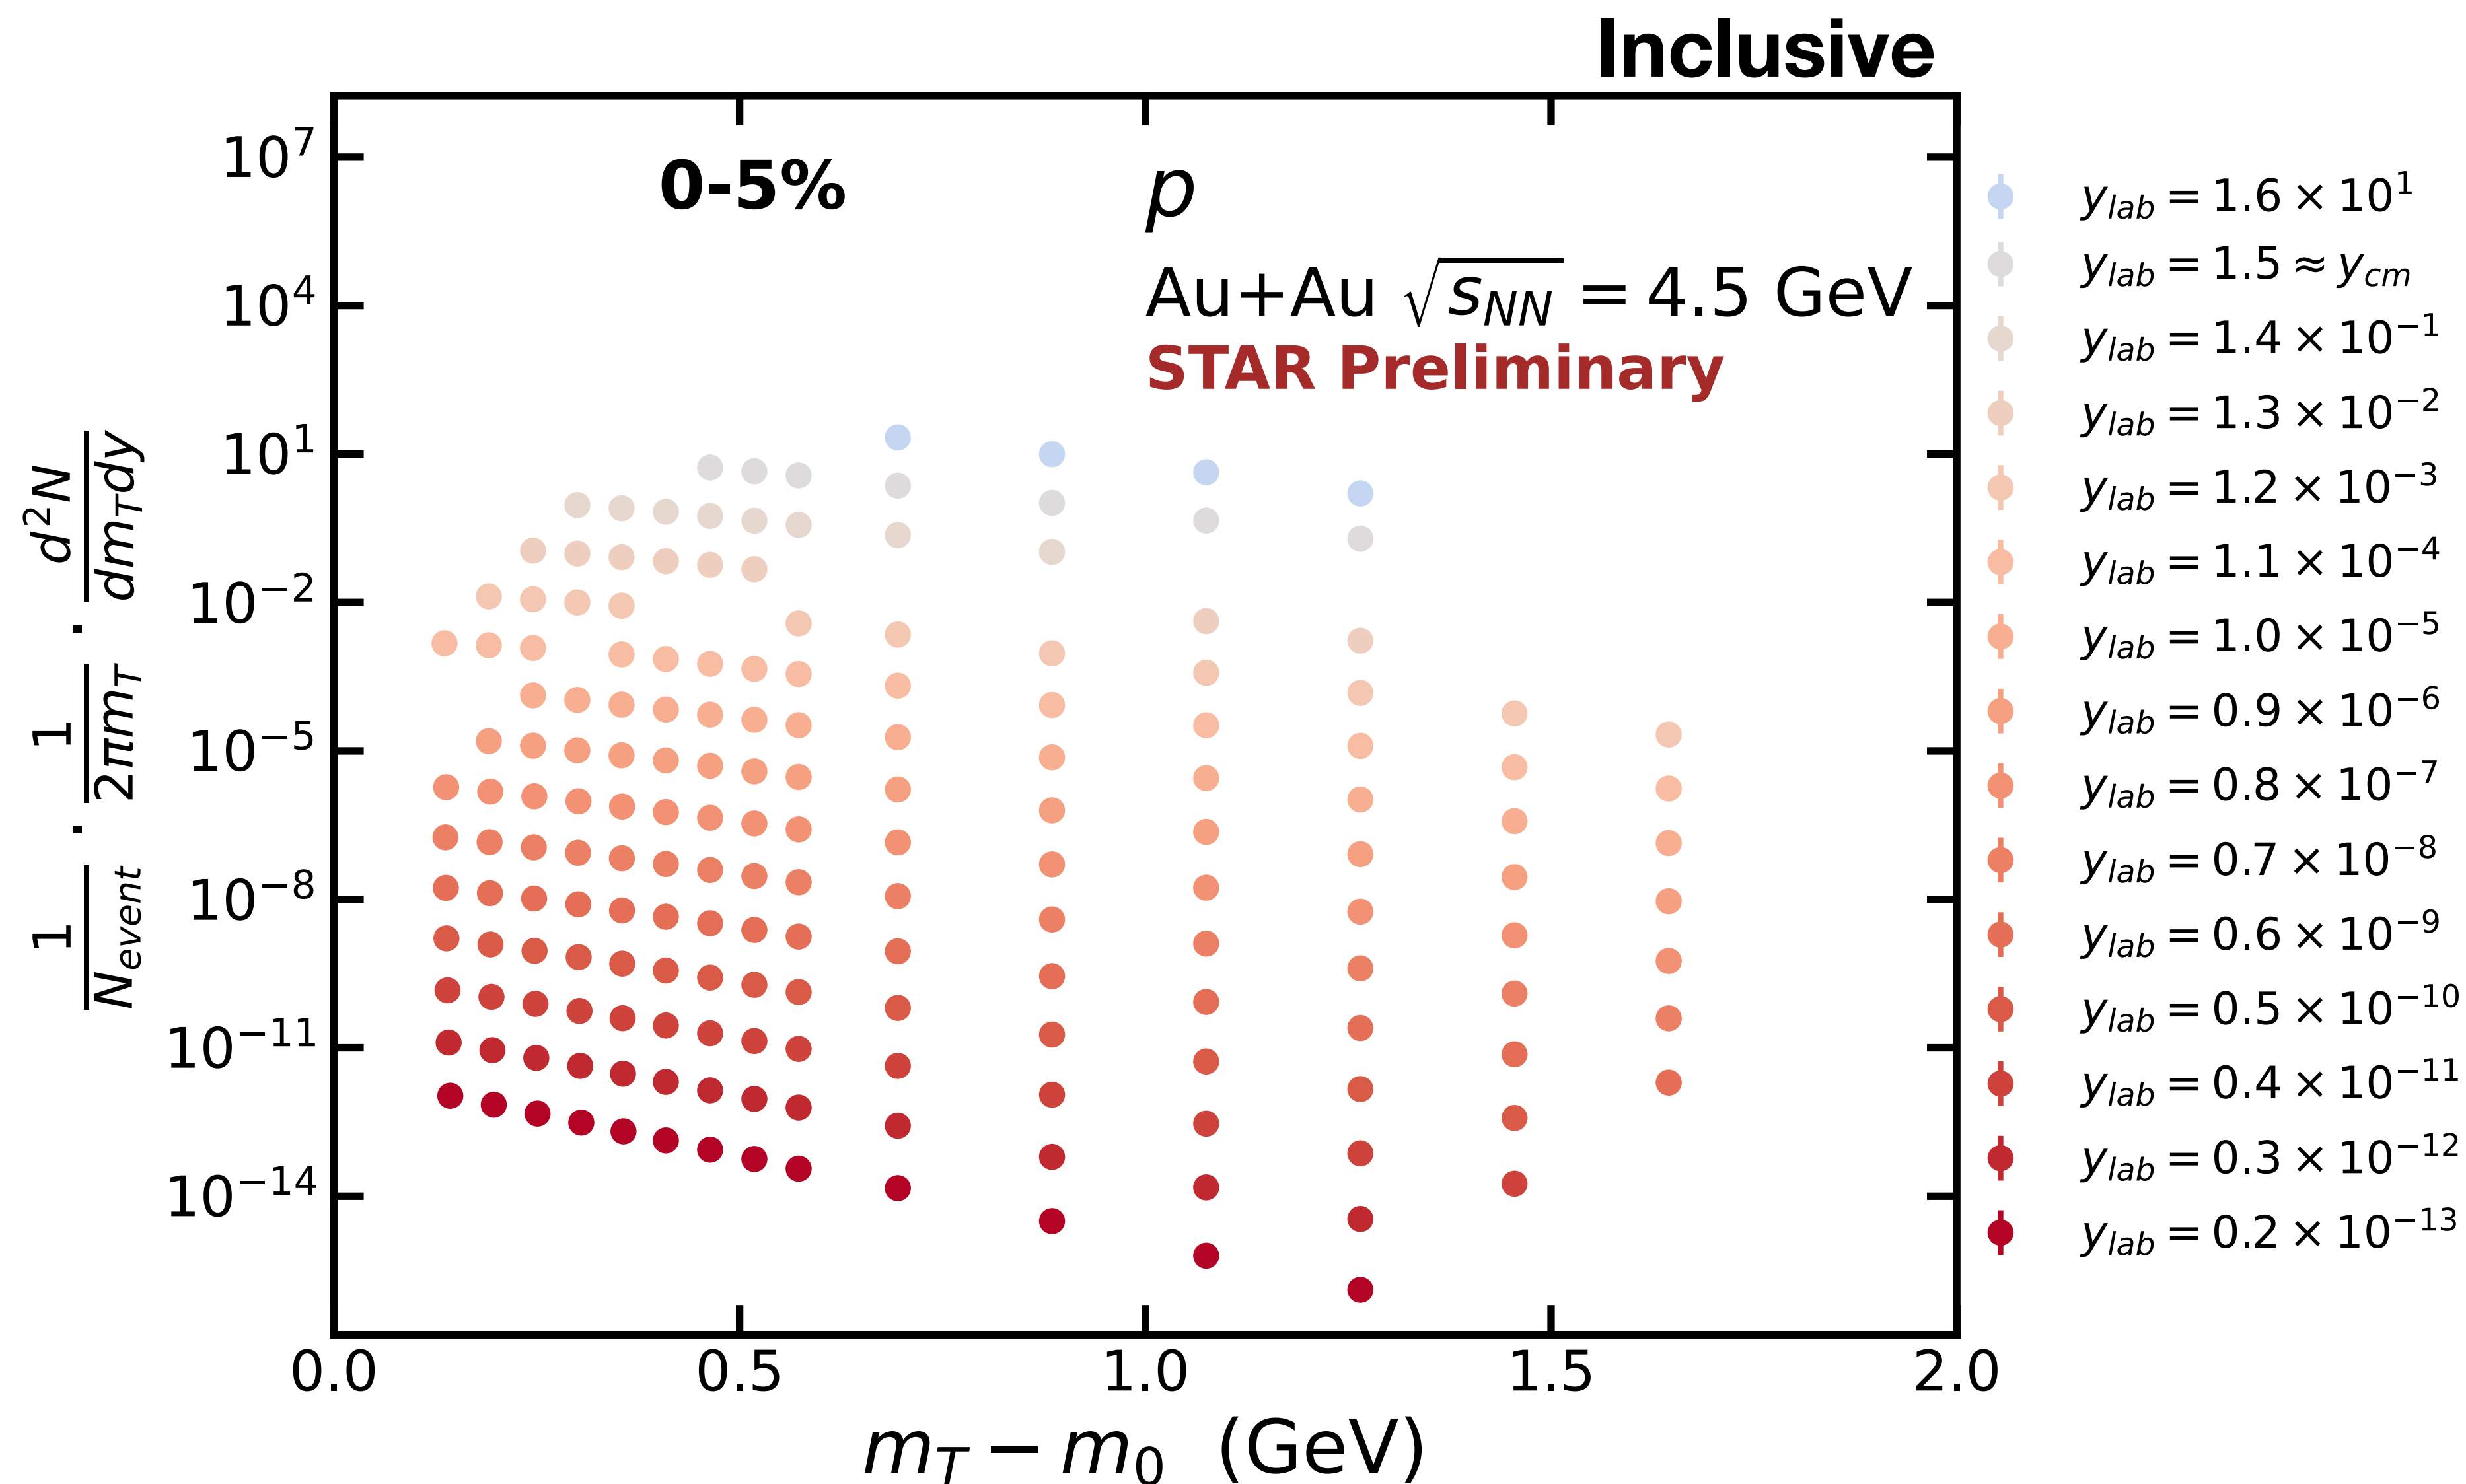 Inclusive
0-5%
p
Au+Au √s_NN = 4.5 GeV
STAR Preliminary
10^7
10^4
10^1
10^−2
10^−5
10^−8
10^−11
10^−14
1/N_event · 1/2πm_T · d²N/dm_Tdy
0.0 0.5 1.0 1.5 2.0
m_T − m_0 (GeV)
y_lab = 1.6 × 10^1
y_lab = 1.5 ≈ y_cm
y_lab = 1.4 × 10^−1
y_lab = 1.3 × 10^−2
y_lab = 1.2 × 10^−3
y_lab = 1.1 × 10^−4
y_lab = 1.0 × 10^−5
y_lab = 0.9 × 10^−6
y_lab = 0.8 × 10^−7
y_lab = 0.7 × 10^−8
y_lab = 0.6 × 10^−9
y_lab = 0.5 × 10^−10
y_lab = 0.4 × 10^−11
y_lab = 0.3 × 10^−12
y_lab = 0.2 × 10^−13